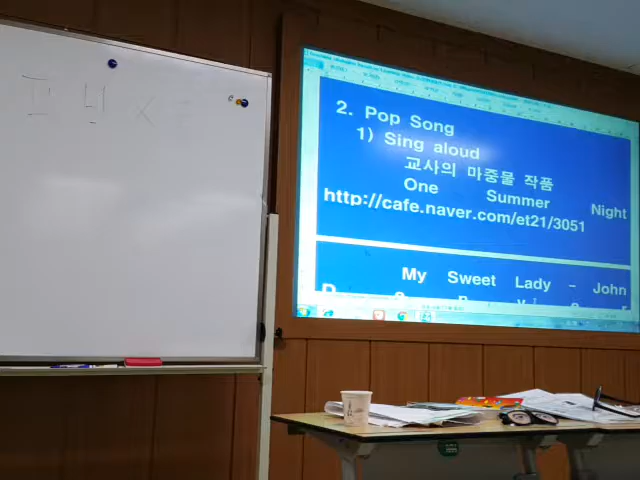 2. Pop Song
1) Sing aloud
교사의 마중물 작품
One Summer Night
http://cafe.naver.com/et21/3051
My Sweet Lady - John